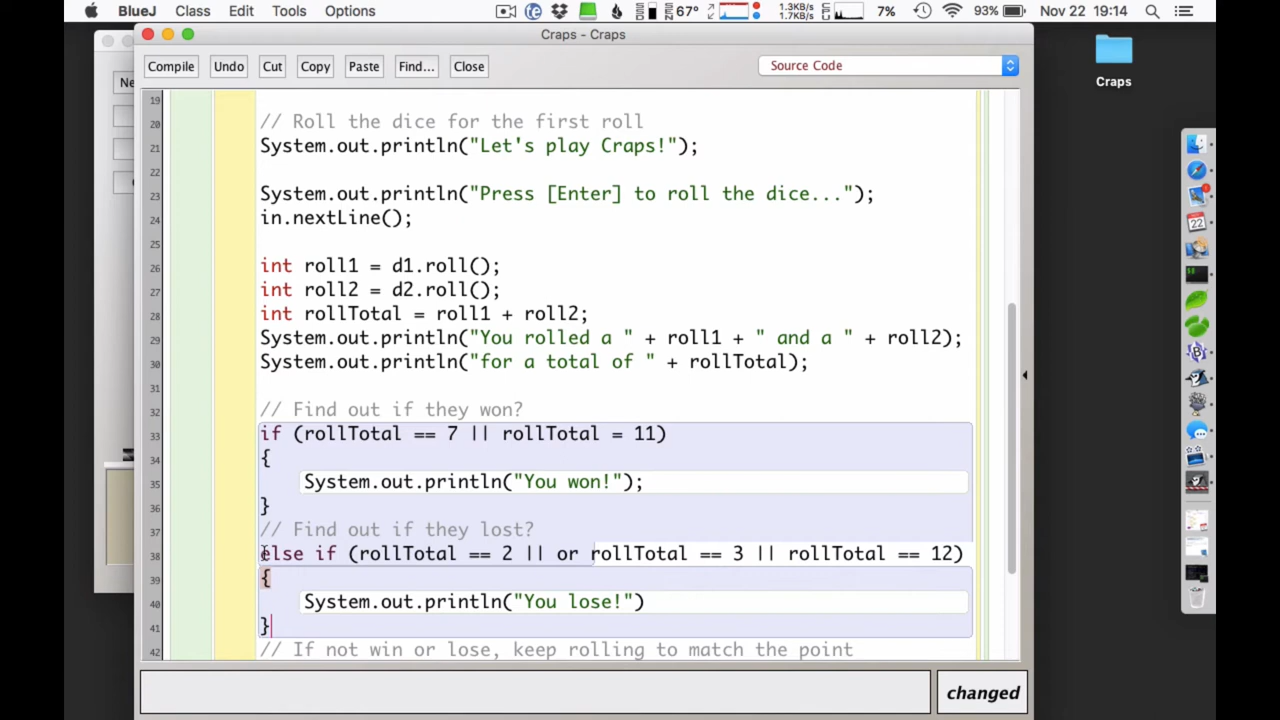 BlueJ Class Edit Tools Options 67° 1.3KB/s 1.7KB/s 7% 93% Nov 22 19:14
Craps - Craps
Compile Undo Cut Copy Paste Find... Close Source Code
Ne
Craps
19
20 // Roll the dice for the first roll
21 System.out.println("Let's play Craps!");
22
23 System.out.println("Press [Enter] to roll the dice...");
24 in.nextLine();
25
26 int roll1 = d1.roll();
27 int roll2 = d2.roll();
28 int rollTotal = roll1 + roll2;
29 System.out.println("You rolled a " + roll1 + " and a " + roll2);
30 System.out.println("for a total of " + rollTotal);
31
32 // Find out if they won?
33 if (rollTotal == 7 || rollTotal = 11)
34 {
35 System.out.println("You won!");
36 }
37 // Find out if they lost?
38 else if (rollTotal == 2 || or rollTotal == 3 || rollTotal == 12)
39 {
40 System.out.println("You lose!")
41 }
42 // If not win or lose, keep rolling to match the point
changed